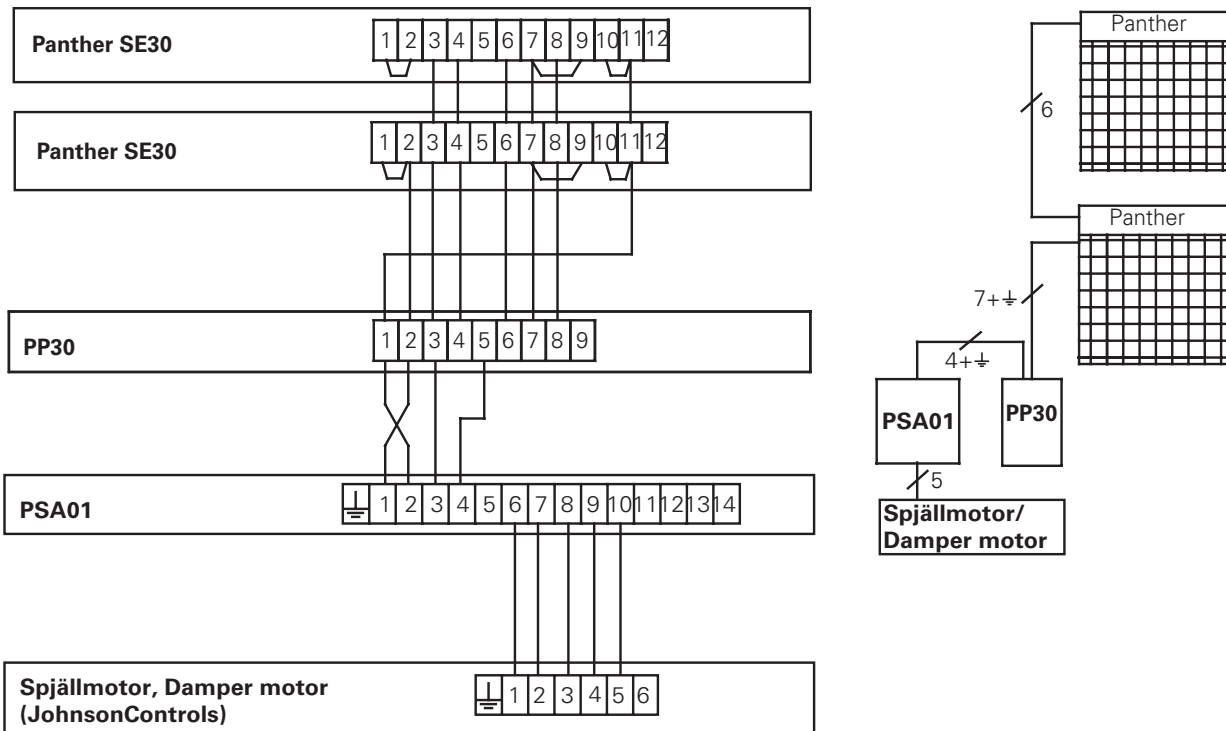 Panther SE30
1 2 3 4 5 6 7 8 9 10 11 12
Panther SE30
1 2 3 4 5 6 7 8 9 10 11 12
PP30
1 2 3 4 5 6 7 8 9
PSA01
1 2 3 4 5 6 7 8 9 10 11 12 13 14
Spjällmotor, Damper motor
(JohnsonControls)
1 2 3 4 5 6
Panther
6
Panther
7+⏚
4+⏚
PSA01
PP30
5
Spjällmotor/
Damper motor